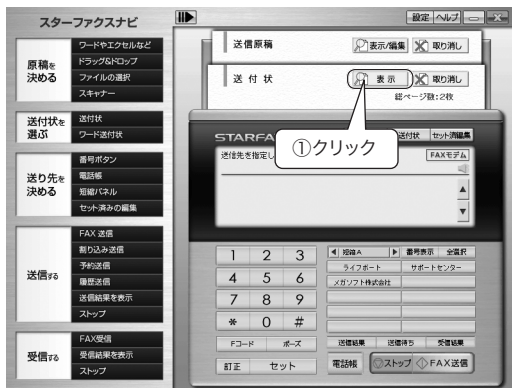 スターファクスナビ
設定 ヘルプ
原稿を
決める
ワードやエクセルなど
ドラッグ&ドロップ
ファイルの選択
スキャナー
送付状を
選ぶ
送付状
ワード送付状
送り先を
決める
番号ボタン
電話帳
短縮パネル
セット済みの編集
送信する
FAX 送信
割り込み送信
予約送信
履歴送信
送信結果を表示
ストップ
受信する
FAX受信
受信結果を表示
ストップ
送信原稿 表示/編集 取り消し
送 付 状 表 示 取り消し
総ページ数:2枚
①クリック
STARFA
送付状 セット済編集
送信先を指定し
FAXモデム
1 2 3
4 5 6
7 8 9
* 0 #
Fコード ポーズ
訂正 セット
短縮A 番号表示 全選択
ライフボート サポートセンター
メガソフト株式会社
送信結果 送信待ち 受信結果
電話帳 ストップ FAX送信